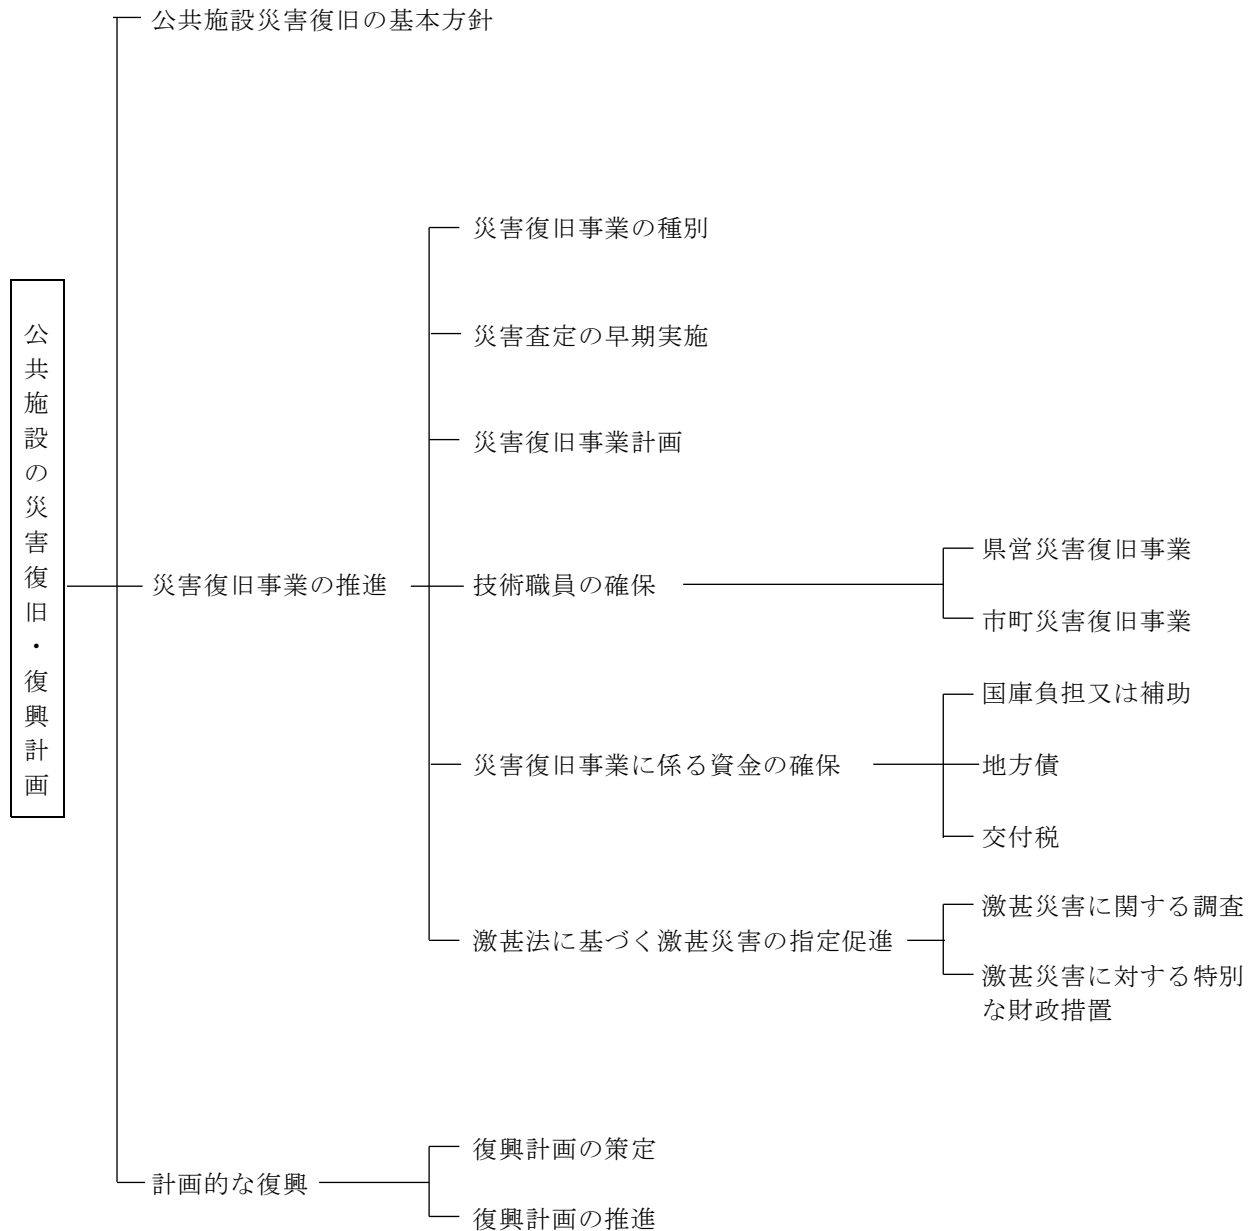 公共施設の災害復旧・復興計画
公共施設災害復旧の基本方針
災害復旧事業の推進
災害復旧事業の種別
災害査定の早期実施
災害復旧事業計画
技術職員の確保
県営災害復旧事業
市町災害復旧事業
災害復旧事業に係る資金の確保
国庫負担又は補助
地方債
交付税
激甚法に基づく激甚災害の指定促進
激甚災害に関する調査
激甚災害に対する特別
な財政措置
計画的な復興
復興計画の策定
復興計画の推進